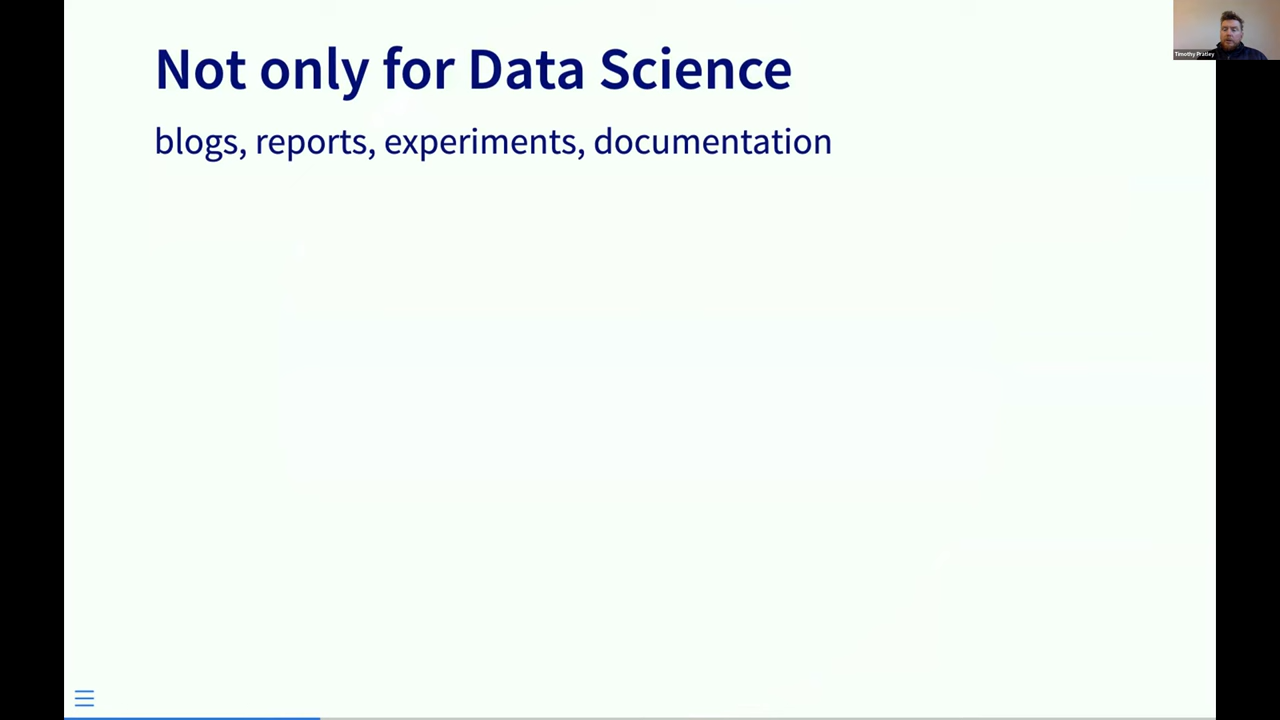 Not only for Data Science
blogs, reports, experiments, documentation
Timothy Pratley